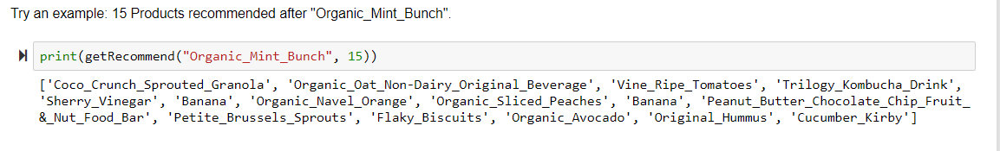 Try an example: 15 Products recommended after "Organic_Mint_Bunch".
print(getRecommend("Organic_Mint_Bunch", 15))
['Coco_Crunch_Sprouted_Granola', 'Organic_Oat_Non-Dairy_Original_Beverage', 'Vine_Ripe_Tomatoes', 'Trilogy_Kombucha_Drink',
'Sherry_Vinegar', 'Banana', 'Organic_Navel_Orange', 'Organic_Sliced_Peaches', 'Banana', 'Peanut_Butter_Chocolate_Chip_Fruit_
&_Nut_Food_Bar', 'Petite_Brussels_Sprouts', 'Flaky_Biscuits', 'Organic_Avocado', 'Original_Hummus', 'Cucumber_Kirby']